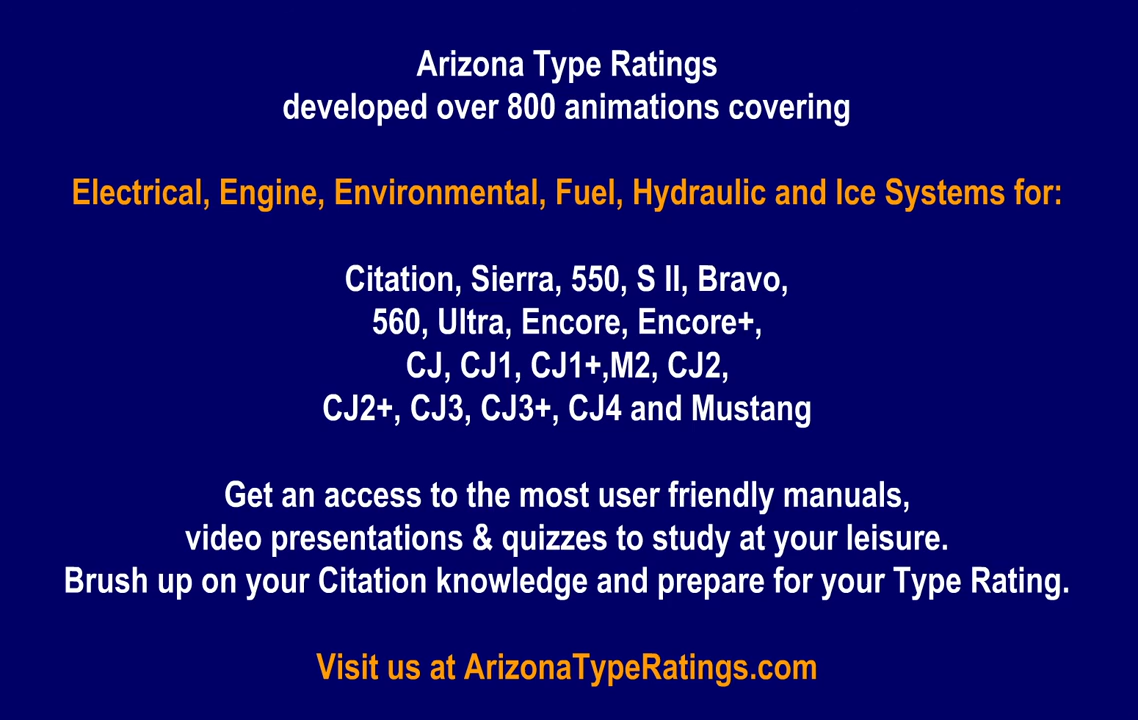 Arizona Type Ratings
developed over 800 animations covering
Electrical, Engine, Environmental, Fuel, Hydraulic and Ice Systems for:
Citation, Sierra, 550, S II, Bravo,
560, Ultra, Encore, Encore+,
CJ, CJ1, CJ1+,M2, CJ2,
CJ2+, CJ3, CJ3+, CJ4 and Mustang
Get an access to the most user friendly manuals,
video presentations & quizzes to study at your leisure.
Brush up on your Citation knowledge and prepare for your Type Rating.
Visit us at ArizonaTypeRatings.com